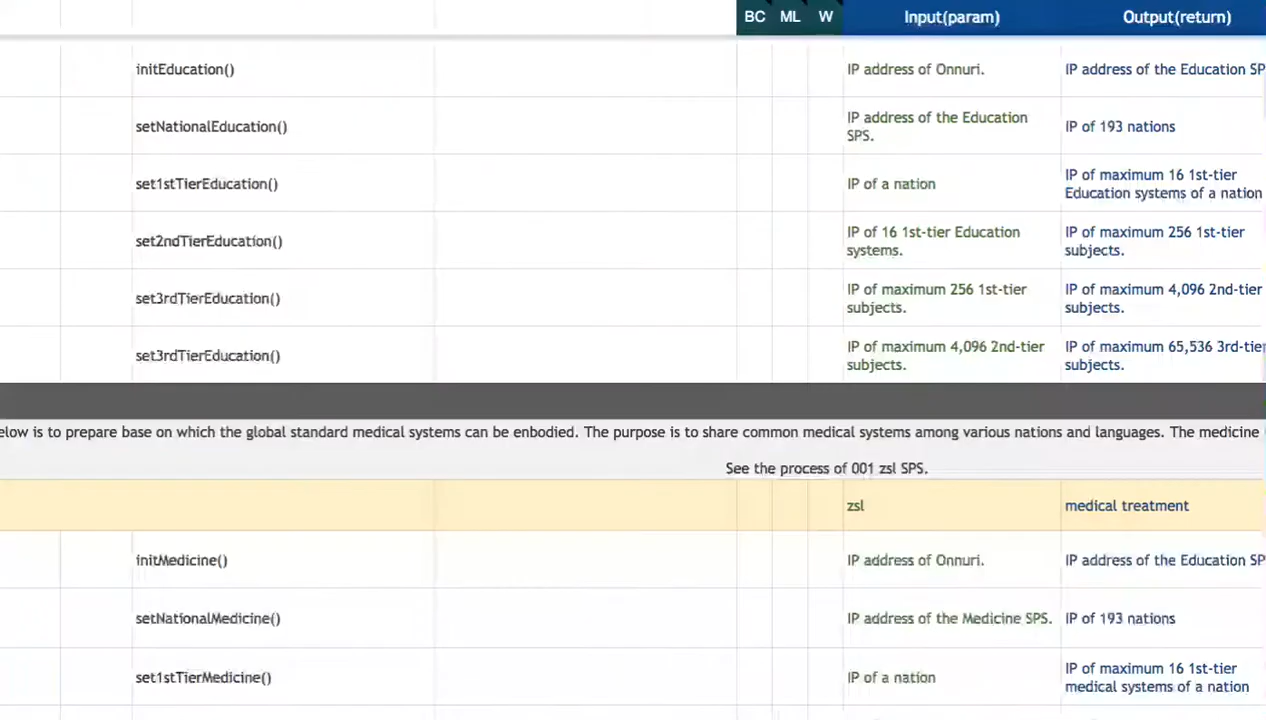 BC ML W Input(param) Output(return)
initEducation() IP address of Onnuri. IP address of the Education SP
setNationalEducation() IP address of the Education
SPS. IP of 193 nations
set1stTierEducation() IP of a nation IP of maximum 16 1st-tier
Education systems of a nation
set2ndTierEducation() IP of 16 1st-tier Education
systems. IP of maximum 256 1st-tier
subjects.
set3rdTierEducation() IP of maximum 256 1st-tier
subjects. IP of maximum 4,096 2nd-tier
subjects.
set3rdTierEducation() IP of maximum 4,096 2nd-tier
subjects. IP of maximum 65,536 3rd-tier
subjects.
elow is to prepare base on which the global standard medical systems can be enbodied. The purpose is to share common medical systems among various nations and languages. The medicine
See the process of 001 zsl SPS.
zsl medical treatment
initMedicine() IP address of Onnuri. IP address of the Education SP
setNationalMedicine() IP address of the Medicine SPS. IP of 193 nations
set1stTierMedicine() IP of a nation IP of maximum 16 1st-tier
medical systems of a nation